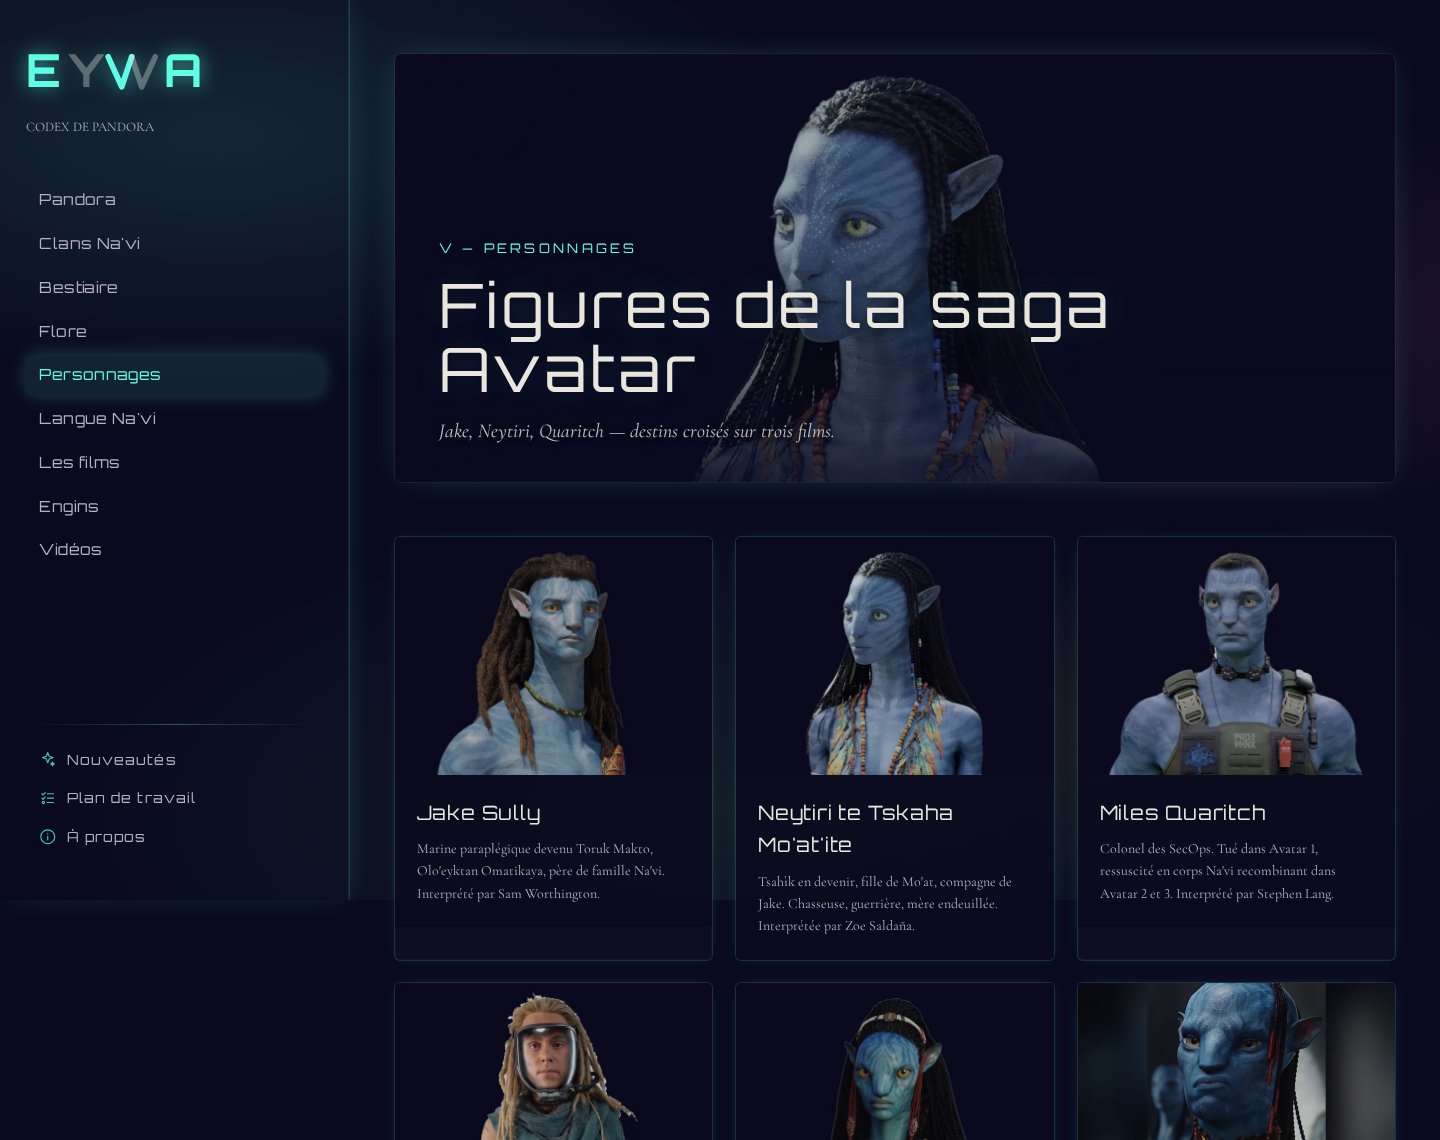 EYWA
CODEX DE PANDORA
Pandora
Clans Na'vi
Bestiaire
Flore
Personnages
Langue Na'vi
Les films
Engins
Vidéos
Nouveautés
Plan de travail
À propos
V — PERSONNAGES
Figures de la saga
Avatar
Jake, Neytiri, Quaritch — destins croisés sur trois films.
Jake Sully
Marine paraplégique devenu Toruk Makto,
Olo'eyktan Omatikaya, père de famille Na'vi.
Interprété par Sam Worthington.
Neytiri te Tskaha
Mo'at'ite
Tsahìk en devenir, fille de Mo'at, compagne de
Jake. Chasseuse, guerrière, mère endeuillée.
Interprétée par Zoe Saldaña.
Miles Quaritch
Colonel des SecOps. Tué dans Avatar 1,
ressuscité en corps Na'vi recombinant dans
Avatar 2 et 3. Interprété par Stephen Lang.